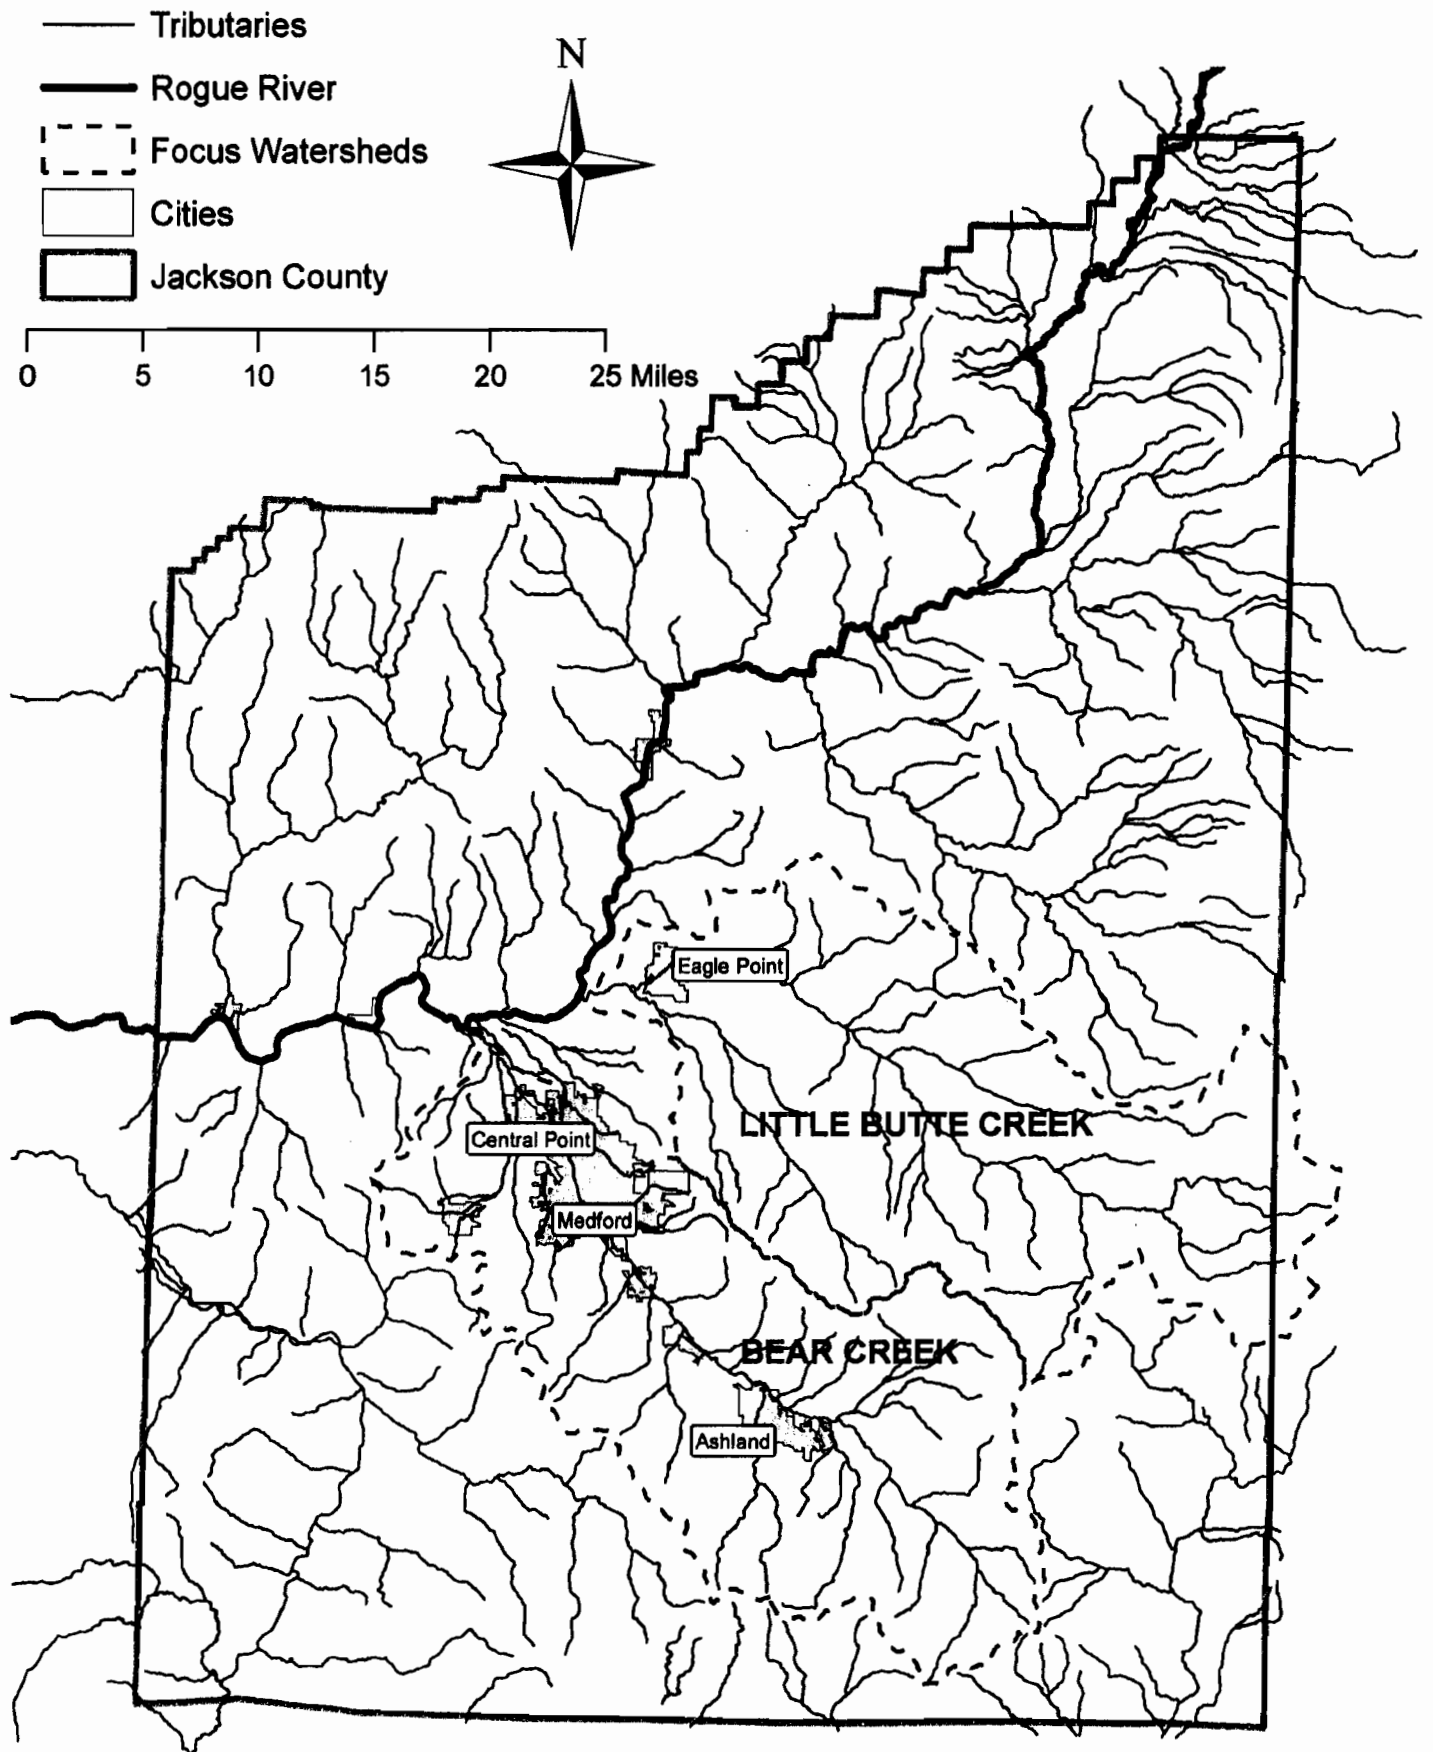 Tributaries
Rogue River
Focus Watersheds
Cities
Jackson County
N
0 5 10 15 20 25 Miles
Eagle Point
LITTLE BUTTE CREEK
Central Point
Medford
BEAR CREEK
Ashland